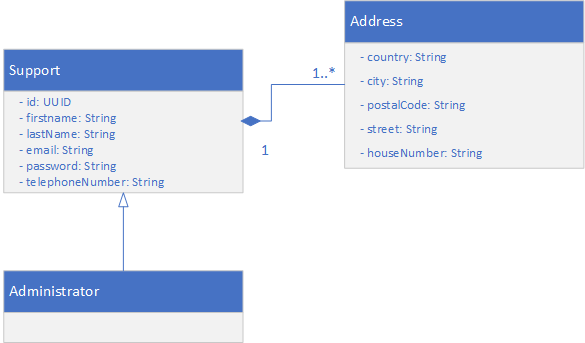 Address
- country: String
- city: String
- postalCode: String
- street: String
- houseNumber: String
Support
- id: UUID
- firstname: String
- lastName: String
- email: String
- password: String
- telephoneNumber: String
1..*
1
Administrator